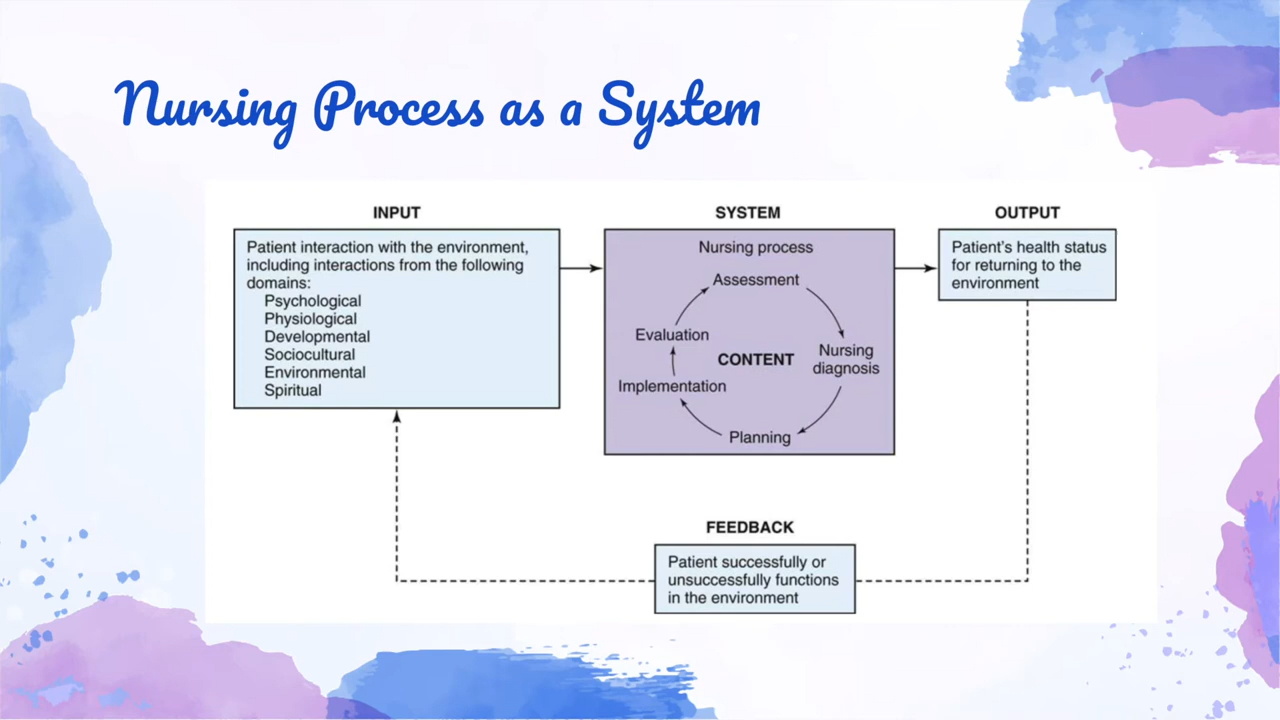 Nursing Process as a System
INPUT
Patient interaction with the environment,
including interactions from the following
domains:
Psychological
Physiological
Developmental
Sociocultural
Environmental
Spiritual
SYSTEM
Nursing process
Assessment
Nursing
diagnosis
Planning
Implementation
Evaluation
CONTENT
OUTPUT
Patient's health status
for returning to the
environment
FEEDBACK
Patient successfully or
unsuccessfully functions
in the environment